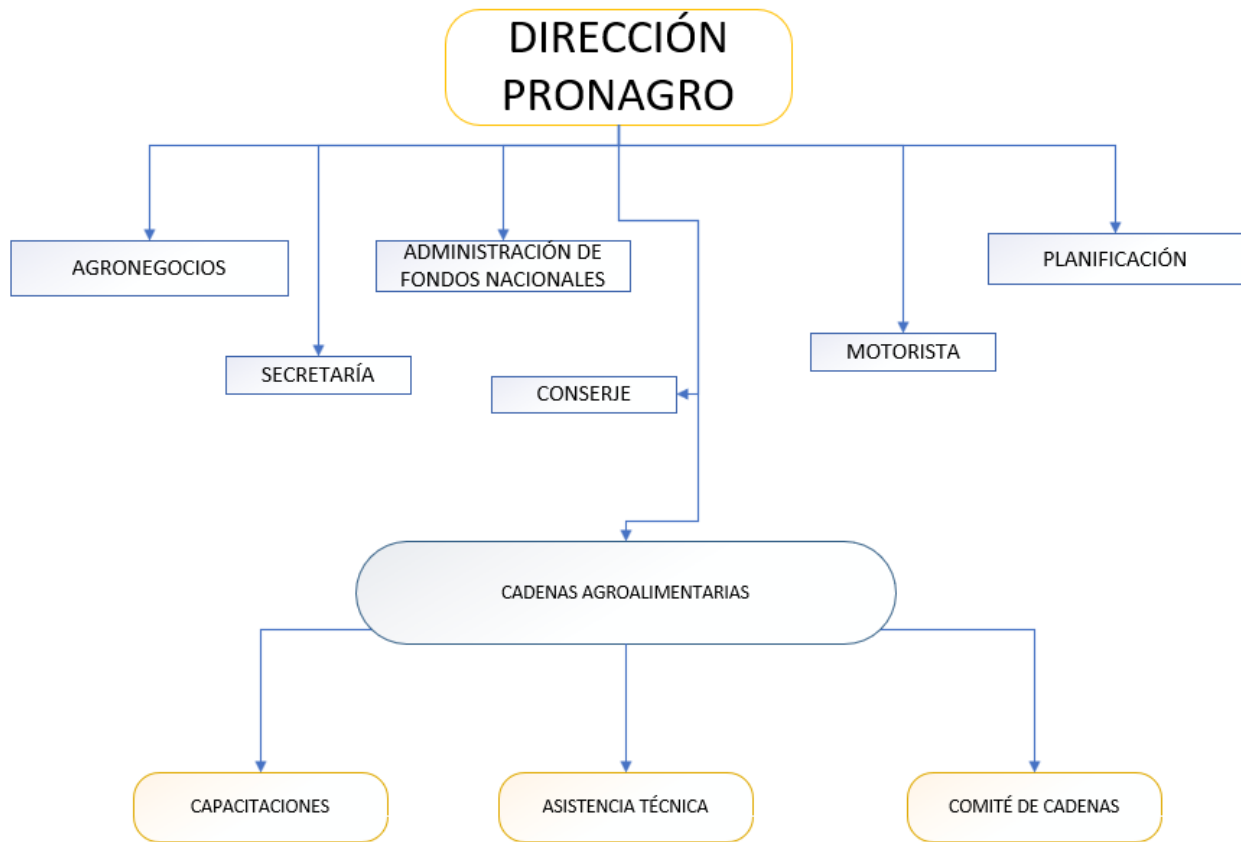 DIRECCIÓN
PRONAGRO
AGRONEGOCIOS
ADMINISTRACIÓN DE
FONDOS NACIONALES
PLANIFICACIÓN
SECRETARÍA
CONSERJE
MOTORISTA
CADENAS AGROALIMENTARIAS
CAPACITACIONES
ASISTENCIA TÉCNICA
COMITÉ DE CADENAS